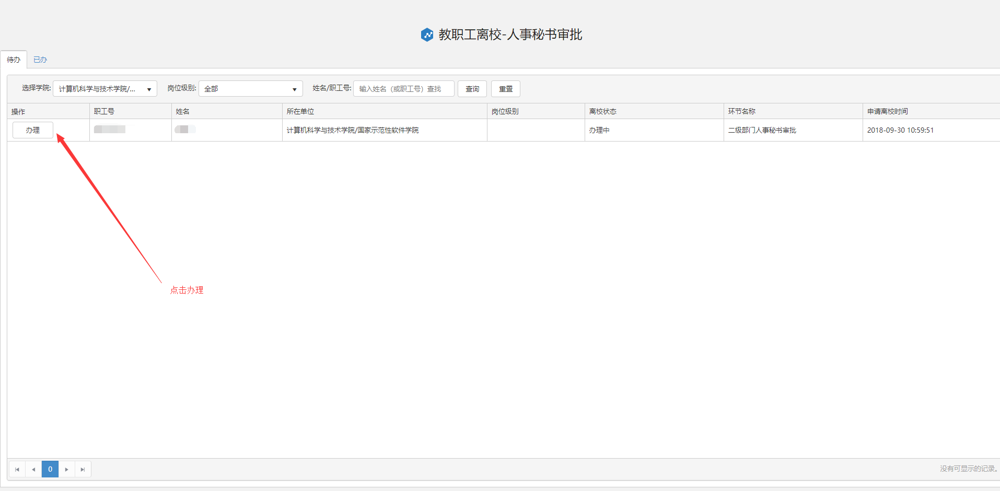 教职工离校-人事秘书审批
待办 已办
选择学院: 计算机科学与技术学院/... 岗位级别: 全部 姓名/职工号: 输入姓名（或职工号）查找 查询 重置
操作 职工号 姓名 所在单位 岗位级别 离校状态 环节名称 申请离校时间
办理 计算机科学与技术学院/国家示范性软件学院 办理中 二级部门人事秘书审批 2018-09-30 10:59:51
点击办理
0 没有可显示的记录。